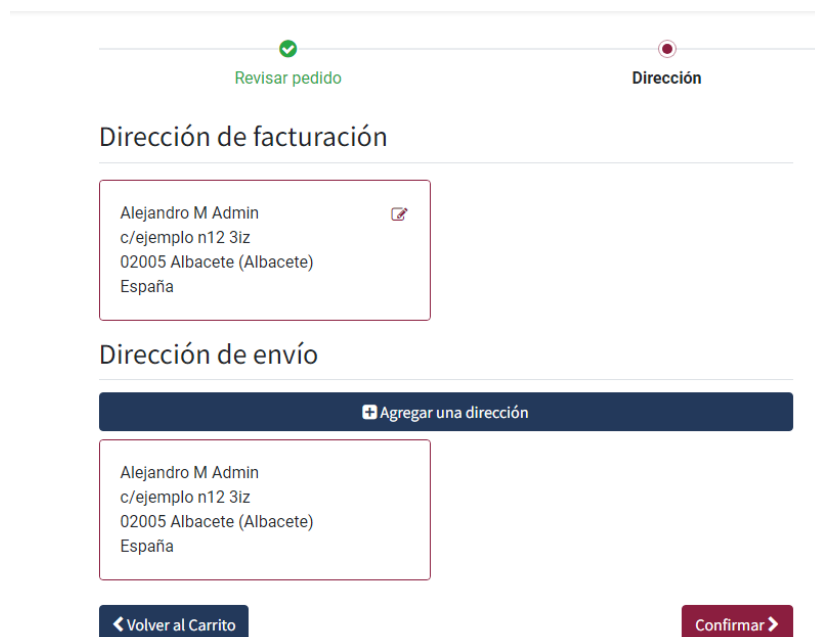 Revisar pedido
Dirección
Dirección de facturación
Alejandro M Admin
c/ejemplo n12 3iz
02005 Albacete (Albacete)
España
Dirección de envío
Agregar una dirección
Alejandro M Admin
c/ejemplo n12 3iz
02005 Albacete (Albacete)
España
Volver al Carrito
Confirmar